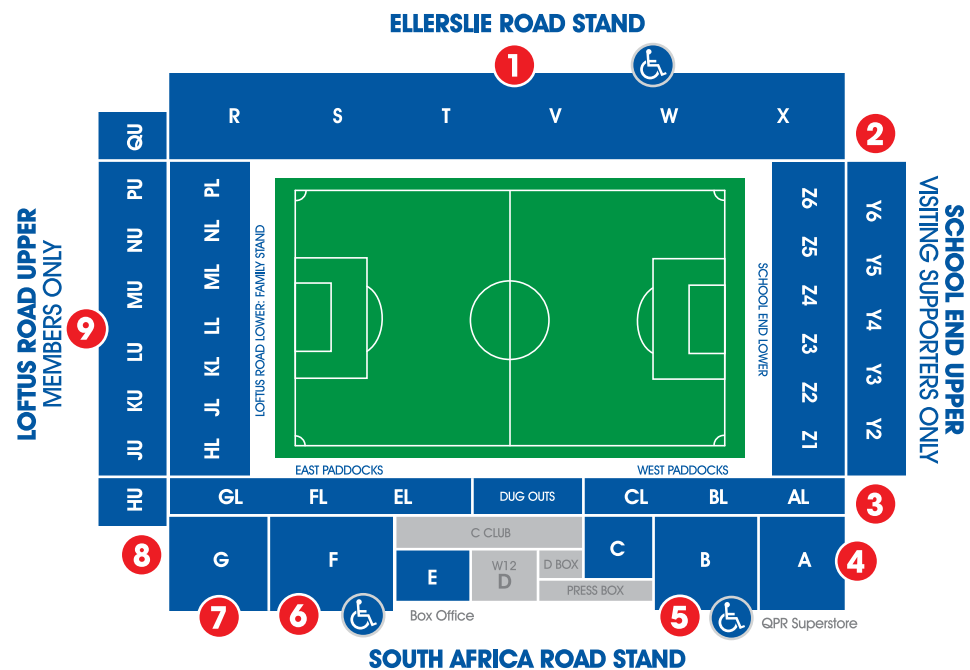 ELLERSLIE ROAD STAND
1
R S T V W X
2
QU
PU
NU
MU
LU
KU
JU
HU
PL
NL
ML
LL
KL
JL
HL
LOFTUS ROAD UPPER
MEMBERS ONLY
9
LOFTUS ROAD LOWER: FAMILY STAND
SCHOOL END LOWER
Z6
Z5
Z4
Z3
Z2
Z1
Y6
Y5
Y4
Y3
Y2
SCHOOL END UPPER
VISITING SUPPORTERS ONLY
EAST PADDOCKS
WEST PADDOCKS
GL FL EL DUG OUTS CL BL AL
3
8
C CLUB
G F E
W12
D
D BOX
PRESS BOX
C B A
4
7
6
5
Box Office
QPR Superstore
SOUTH AFRICA ROAD STAND